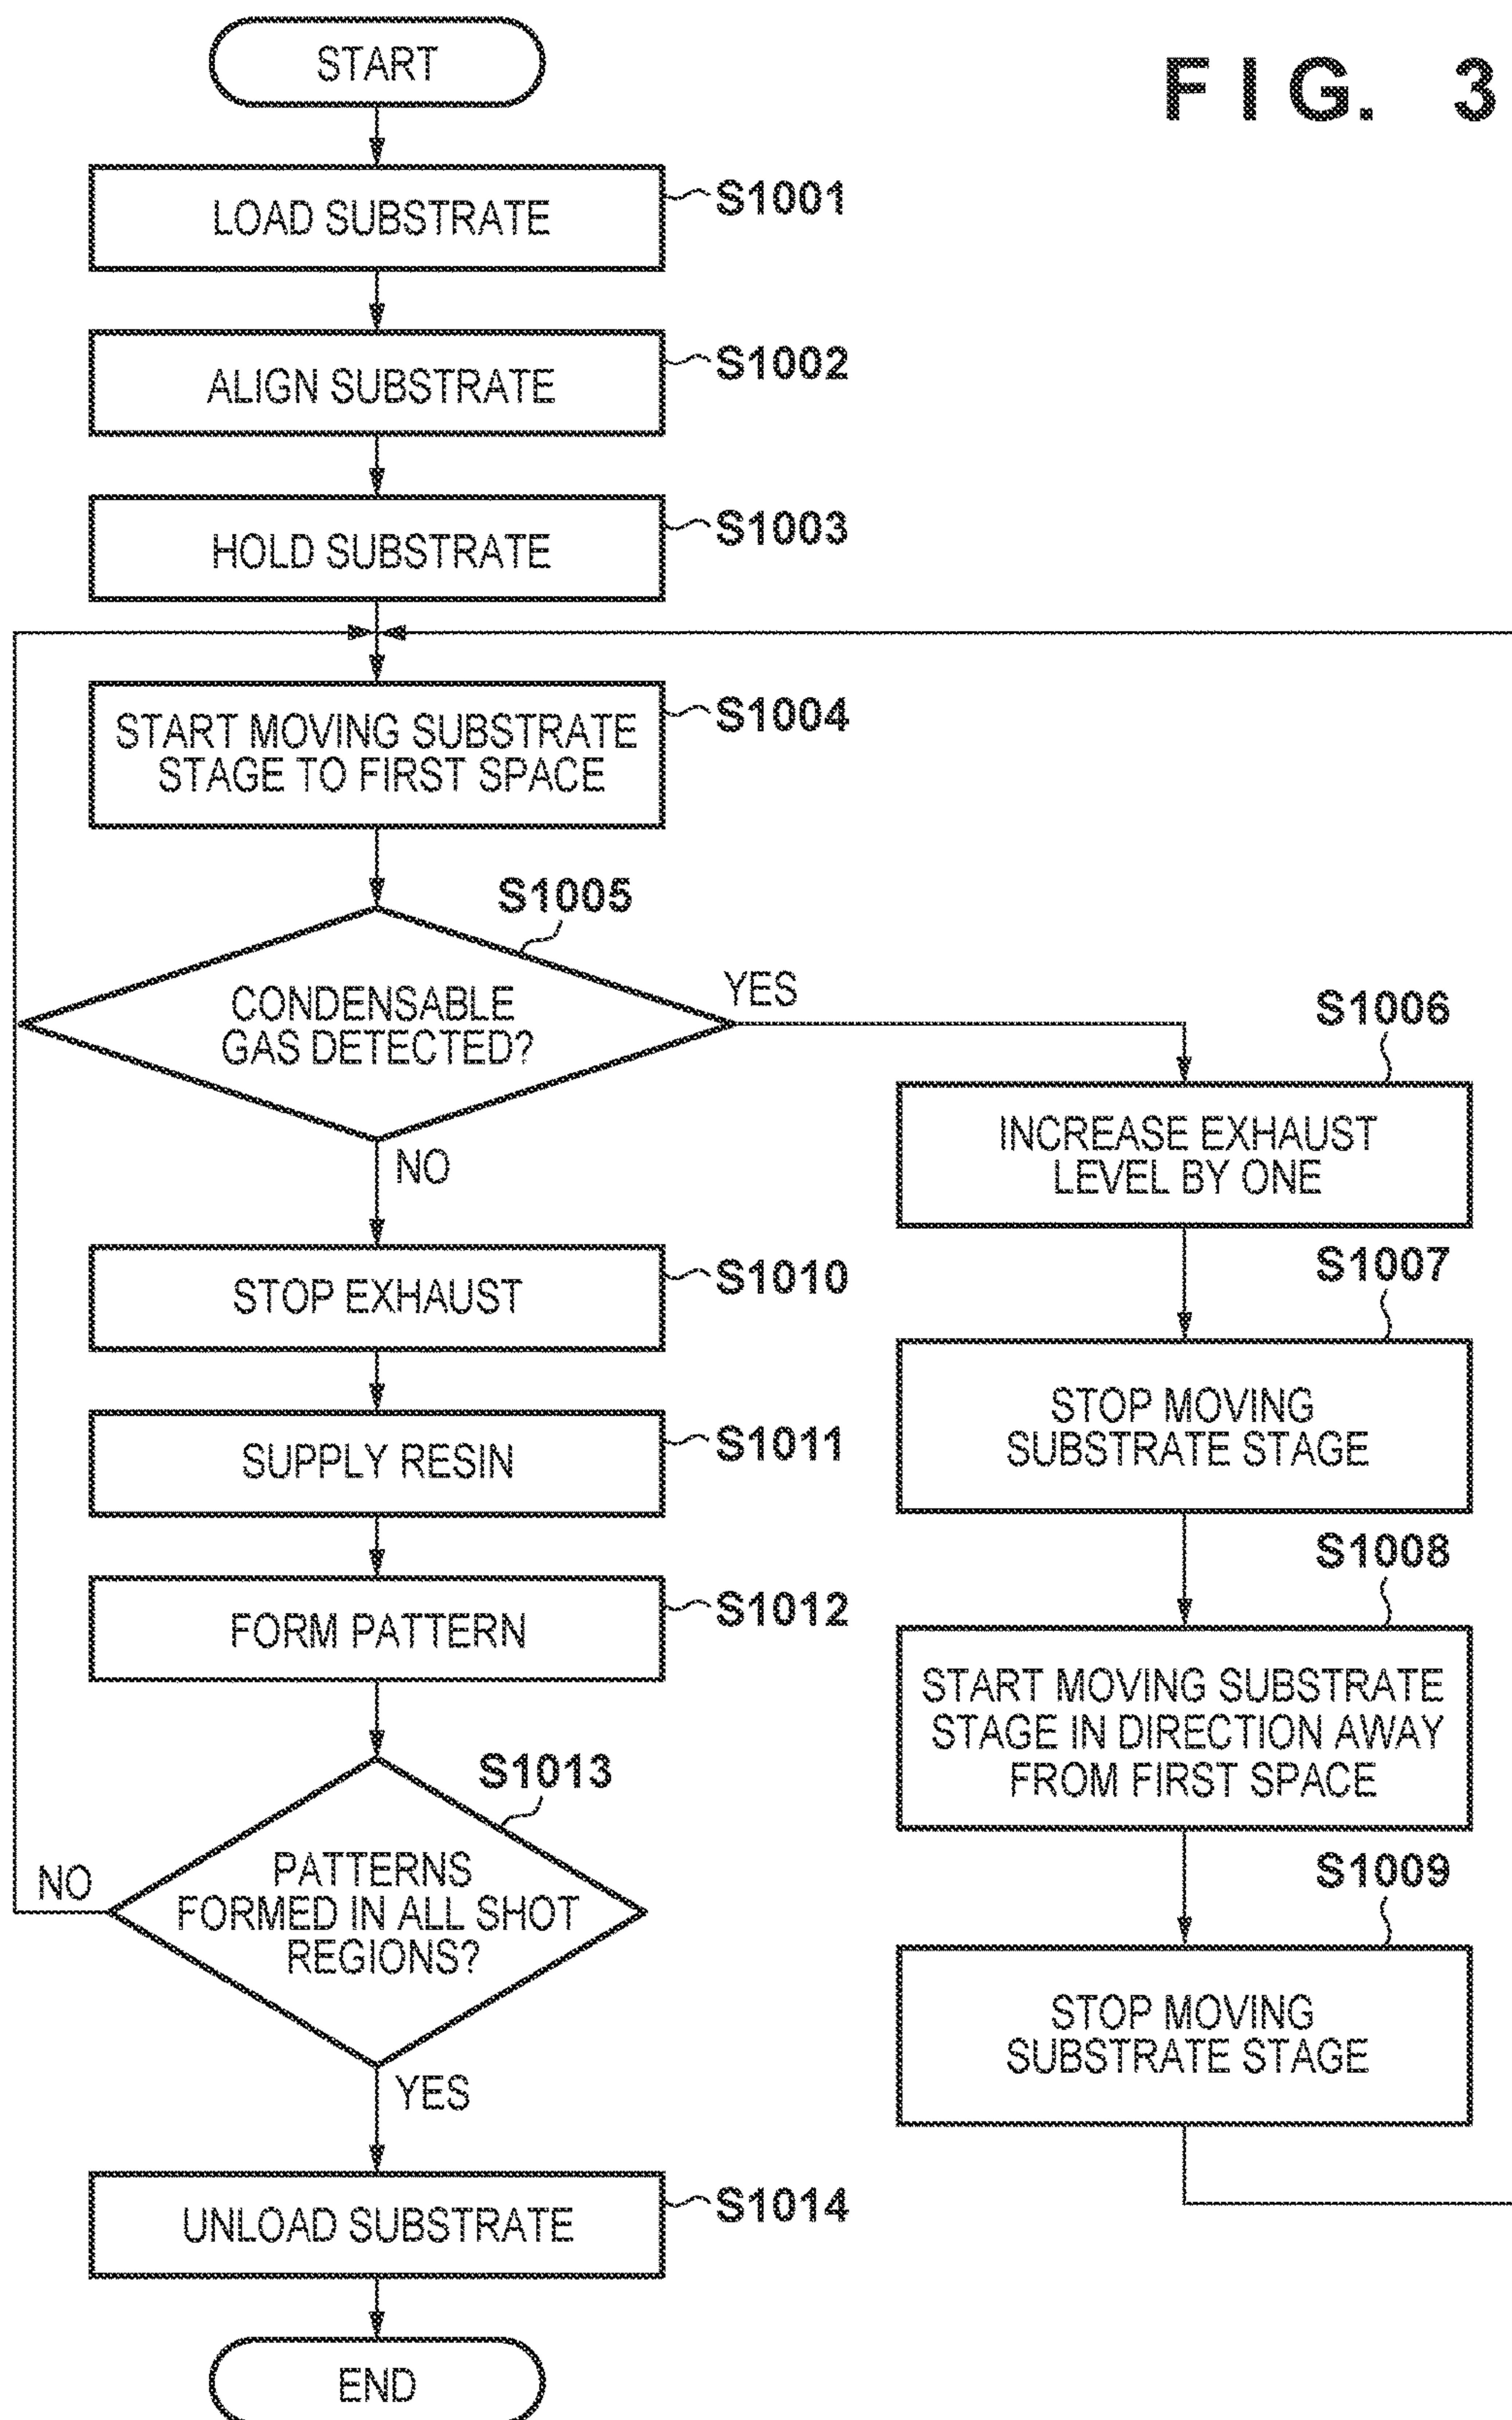 START
FIG. 3
LOAD SUBSTRATE
S1001
ALIGN SUBSTRATE
S1002
HOLD SUBSTRATE
S1003
START MOVING SUBSTRATE
STAGE TO FIRST SPACE
S1004
S1005
CONDENSABLE
GAS DETECTED?
YES
NO
S1006
INCREASE EXHAUST
LEVEL BY ONE
S1007
STOP MOVING
SUBSTRATE STAGE
S1008
START MOVING SUBSTRATE
STAGE IN DIRECTION AWAY
FROM FIRST SPACE
S1009
STOP MOVING
SUBSTRATE STAGE
STOP EXHAUST
S1010
SUPPLY RESIN
S1011
FORM PATTERN
S1012
S1013
PATTERNS
FORMED IN ALL SHOT
REGIONS?
NO
YES
UNLOAD SUBSTRATE
S1014
END